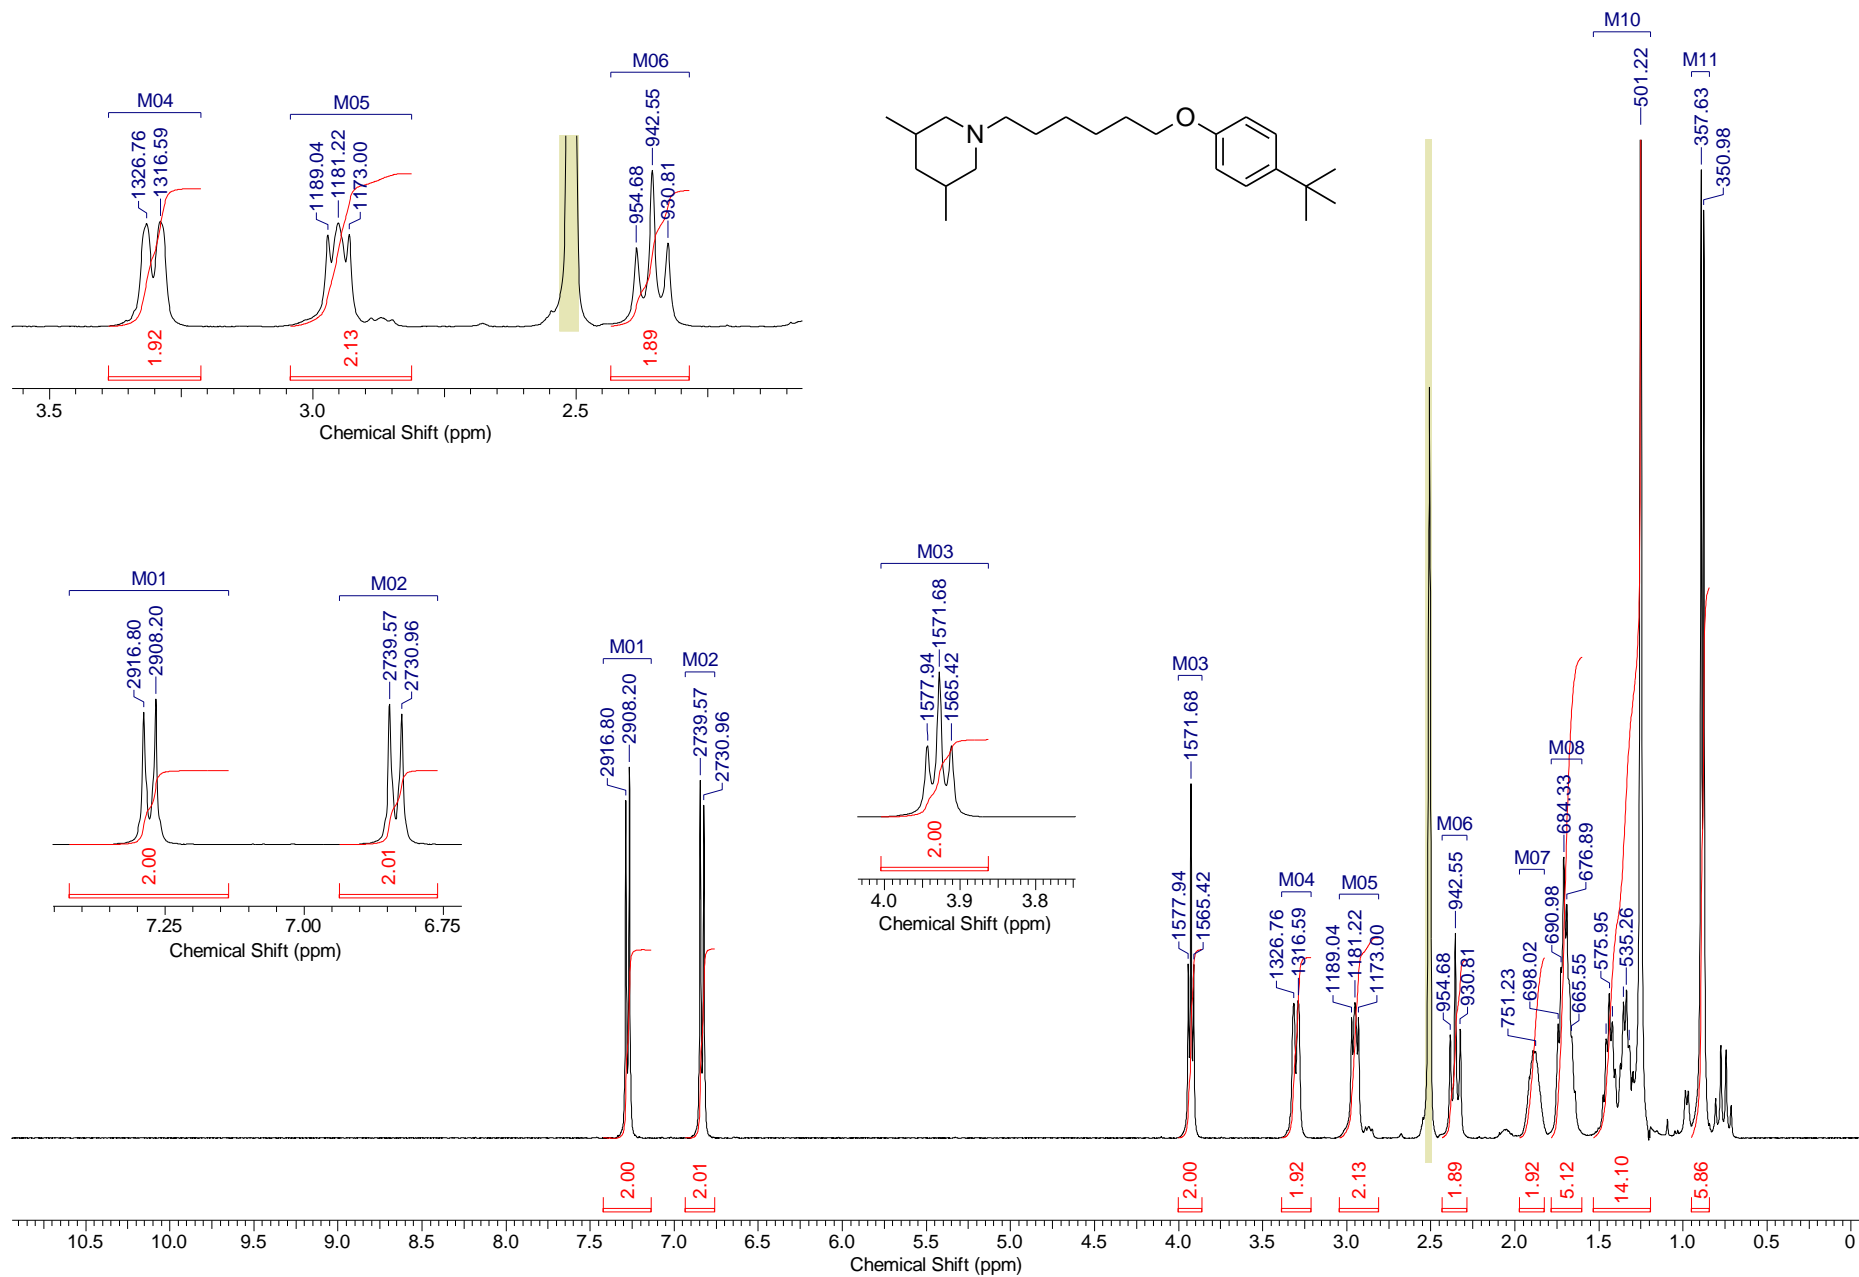 M10
M11
501.22
357.63
350.98
M04
M05
M06
1326.76
1316.59
1189.04
1181.22
1173.00
954.68
942.55
930.81
N
O
1.92
2.13
1.89
3.5 3.0 2.5
Chemical Shift (ppm)
M01
M02
2916.80
2908.20
2739.57
2730.96
2.00
2.01
7.25 7.00 6.75
Chemical Shift (ppm)
M03
1577.94
1571.68
1565.42
2.00
4.0 3.9 3.8
Chemical Shift (ppm)
M01
M02
M03
M04
M05
M06
M07
M08
2916.80
2908.20
2739.57
2730.96
1577.94
1571.68
1565.42
1326.76
1316.59
1189.04
1181.22
1173.00
954.68
942.55
930.81
751.23
698.02
690.98
684.33
676.89
665.55
575.95
535.26
2.00
2.01
2.00
1.92
2.13
1.89
1.92
5.12
14.10
5.86
10.5 10.0 9.5 9.0 8.5 8.0 7.5 7.0 6.5 6.0 5.5 5.0 4.5 4.0 3.5 3.0 2.5 2.0 1.5 1.0 0.5 0
Chemical Shift (ppm)